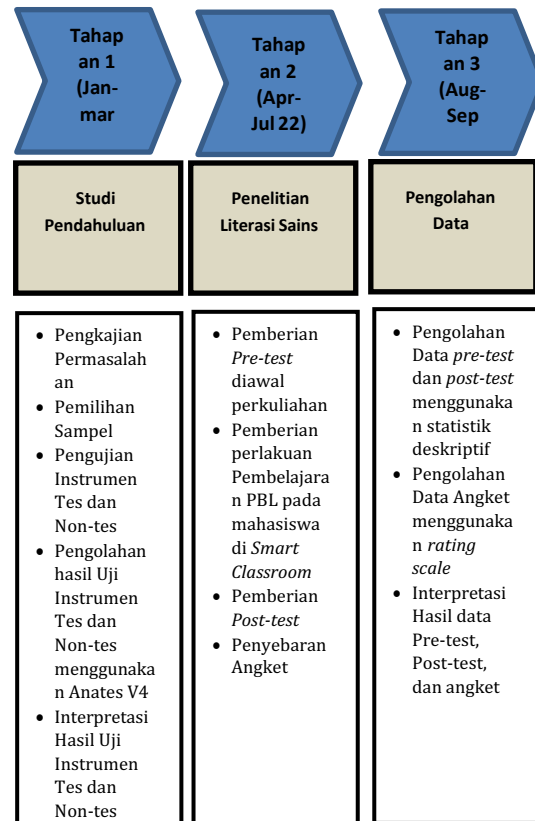 Tahap
an 1
(Jan-
mar
Tahap
an 2
(Apr-
Jul 22)
Tahap
an 3
(Aug-
Sep
Studi
Pendahuluan
Penelitian
Literasi Sains
Pengolahan
Data
• Pengkajian
Permasalah
an
• Pemilihan
Sampel
• Pengujian
Instrumen
Tes dan
Non-tes
• Pengolahan
hasil Uji
Instrumen
Tes dan
Non-tes
menggunaka
n Anates V4
• Interpretasi
Hasil Uji
Instrumen
Tes dan
Non-tes
• Pemberian
Pre-test
diawal
perkuliahan
• Pemberian
perlakuan
Pembelajara
n PBL pada
mahasiswa
di Smart
Classroom
• Pemberian
Post-test
• Penyebaran
Angket
• Pengolahan
Data pre-test
dan post-test
menggunaka
n statistik
deskriptif
• Pengolahan
Data Angket
menggunaka
n rating
scale
• Interpretasi
Hasil data
Pre-test,
Post-test,
dan angket